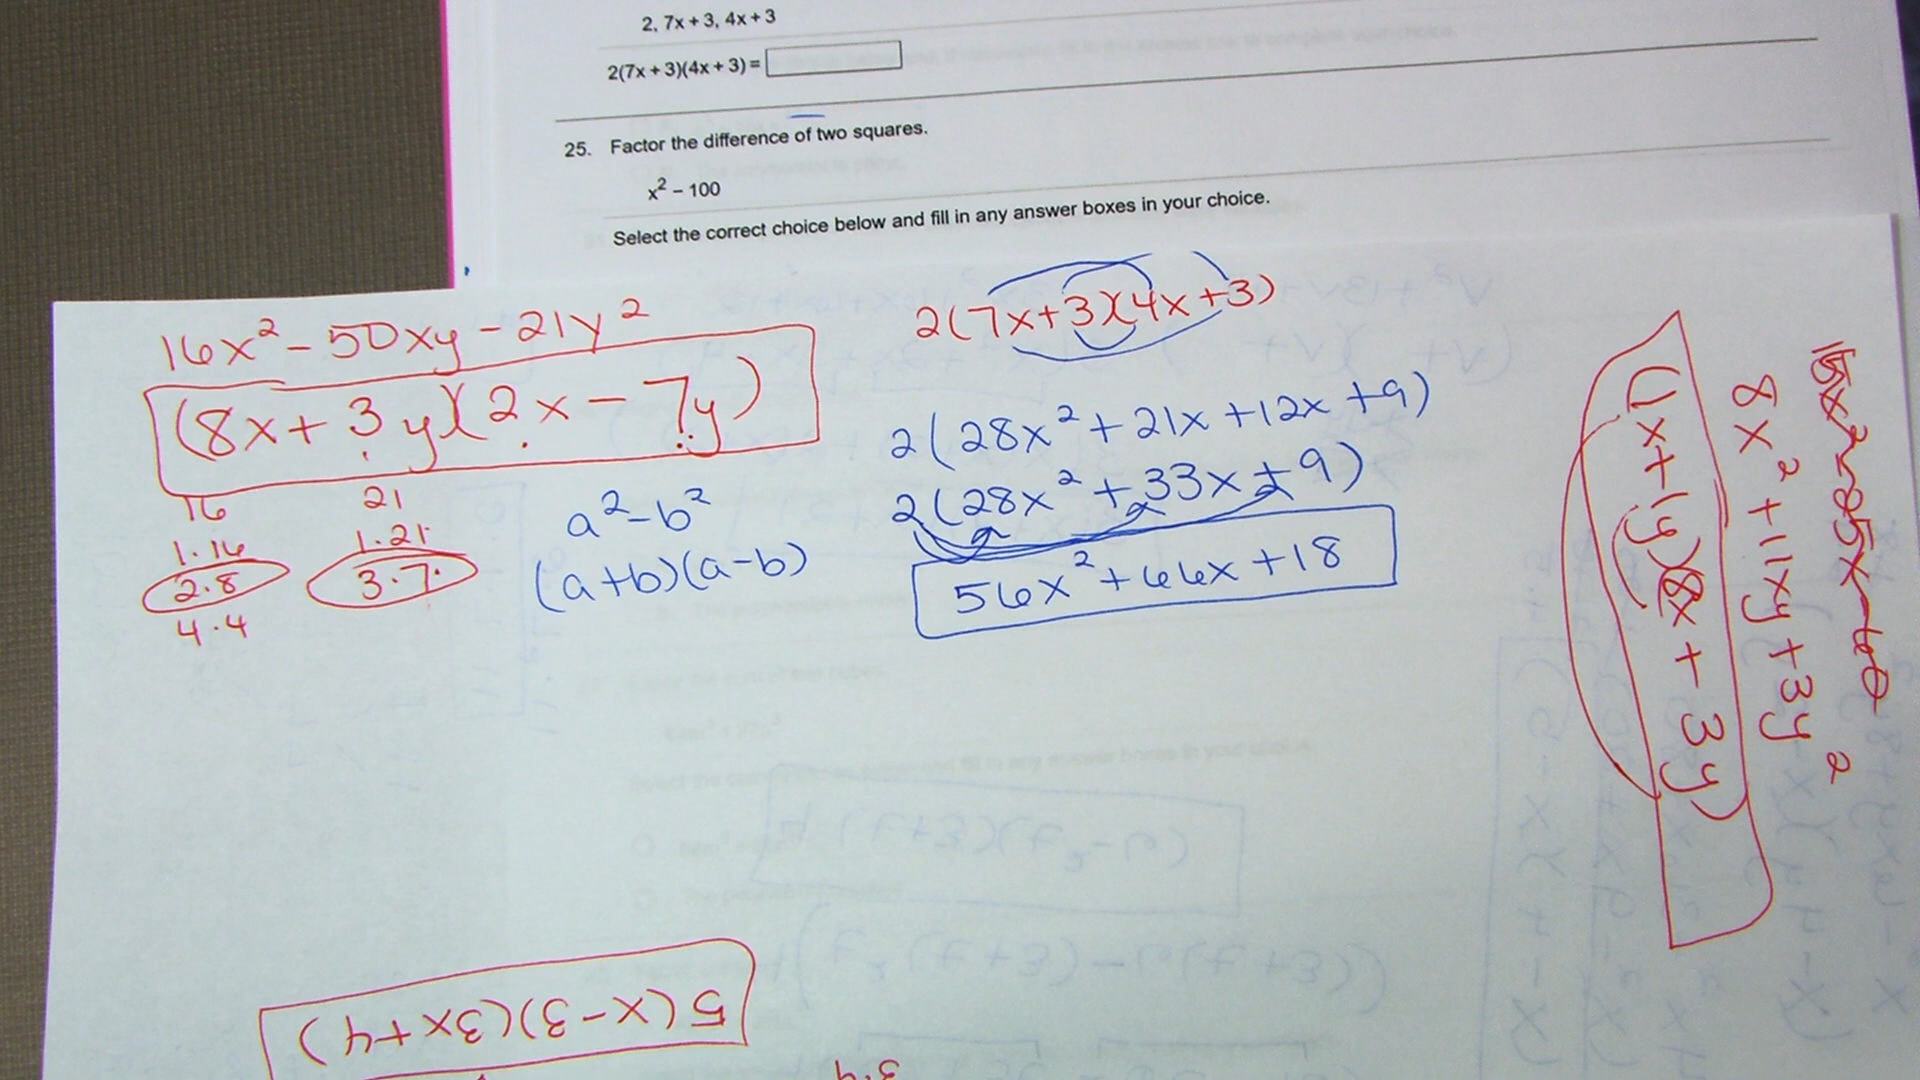 2, 7x + 3, 4x + 3
2(7x + 3)(4x + 3) =
25. Factor the difference of two squares.
x² − 100
Select the correct choice below and fill in any answer boxes in your choice.
16x² − 50xy − 21y²
(8x + 3y)(2x − 7y)
16
1·16
2·8
4·4
21
1·21
3·7
a² − b²
(a+b)(a−b)
2(7x+3)(4x+3)
2(28x² + 21x + 12x + 9)
2(28x² + 33x + 9)
56x² + 66x + 18
8x² + 11xy + 3y²
(1x + 1y)(8x + 3y)
5(x−3)(3x+4)
3·4